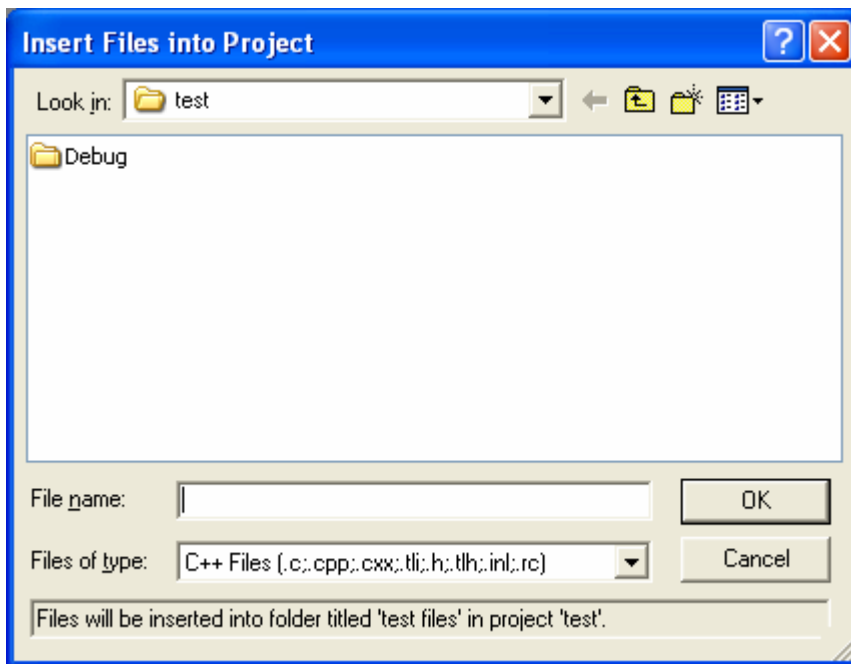 Insert Files into Project
Look in: test
Debug
File name:
OK
Files of type: C++ Files (.c;.cpp;.cxx;.tli;.h;.tlh;.inl;.rc)
Cancel
Files will be inserted into folder titled 'test files' in project 'test'.